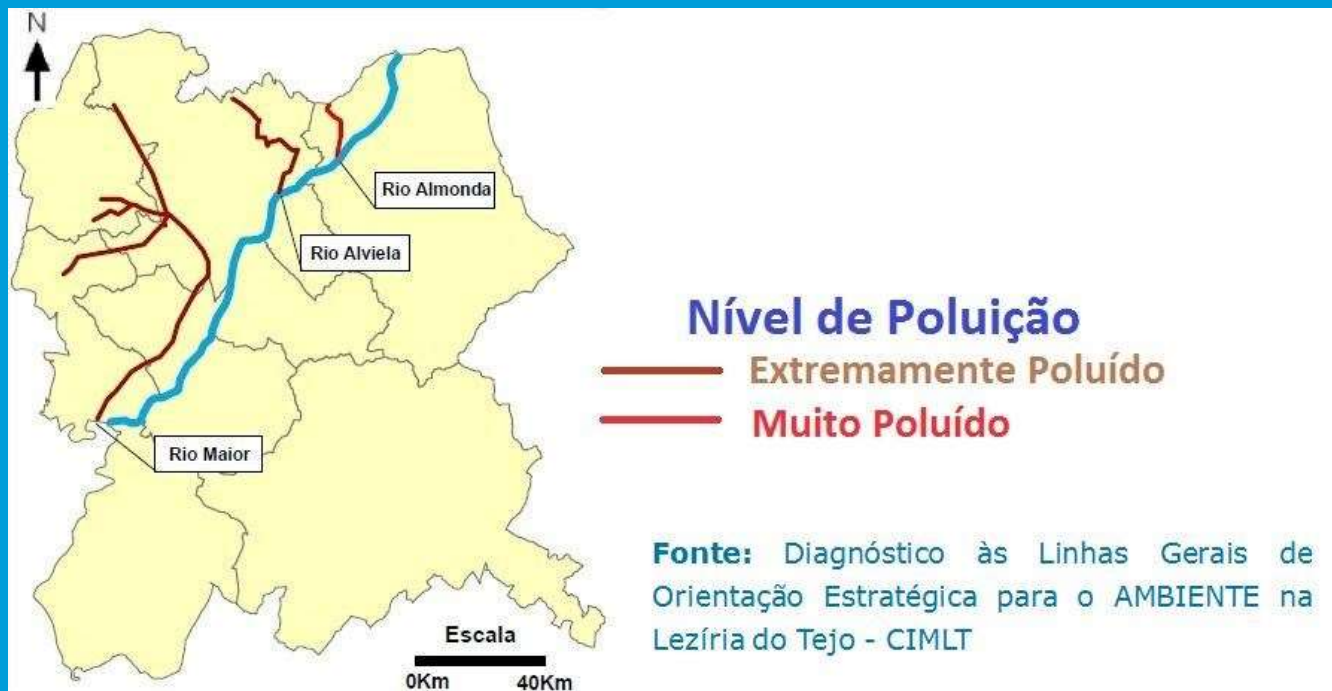 N
Rio Almonda
Rio Alviela
Rio Maior
Escala
0Km 40Km
Nível de Poluição
Extremamente Poluído
Muito Poluído
Fonte: Diagnóstico às Linhas Gerais de
Orientação Estratégica para o AMBIENTE na
Lezíria do Tejo - CIMLT